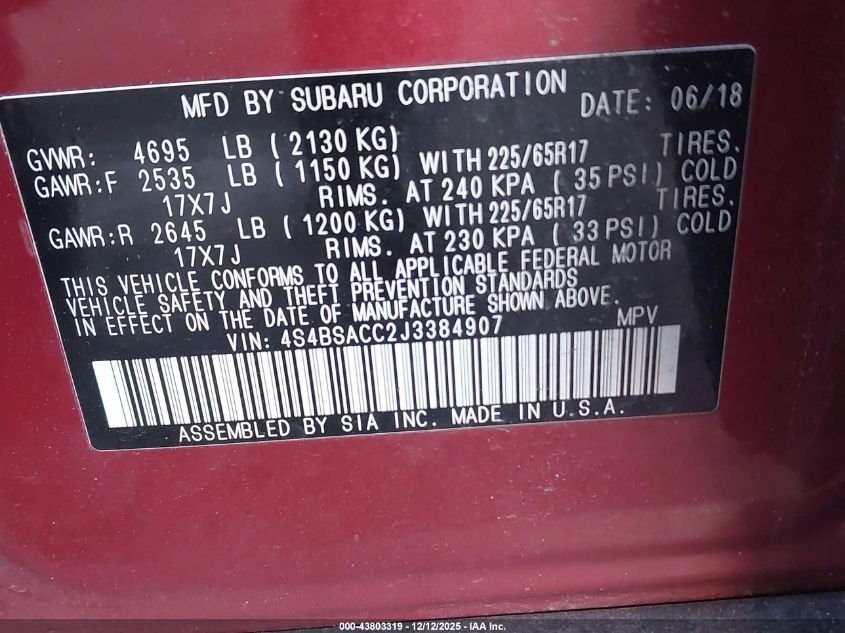 MFD BY SUBARU CORPORATION DATE: 06/18
GVWR: 4695 LB ( 2130 KG)
GAWR:F 2535 LB ( 1150 KG) WITH 225/65R17 TIRES.
17X7J RIMS. AT 240 KPA ( 35 PSI) COLD
GAWR:R 2645 LB ( 1200 KG) WITH 225/65R17 TIRES.
17X7J RIMS. AT 230 KPA ( 33 PSI) COLD
THIS VEHICLE CONFORMS TO ALL APPLICABLE FEDERAL MOTOR
VEHICLE SAFETY AND THEFT PREVENTION STANDARDS
IN EFFECT ON THE DATE OF MANUFACTURE SHOWN ABOVE.
VIN: 4S4BSACC2J3384907 MPV
ASSEMBLED BY SIA INC. MADE IN U.S.A.
000-43803319 - 12/12/2025 - IAA Inc.